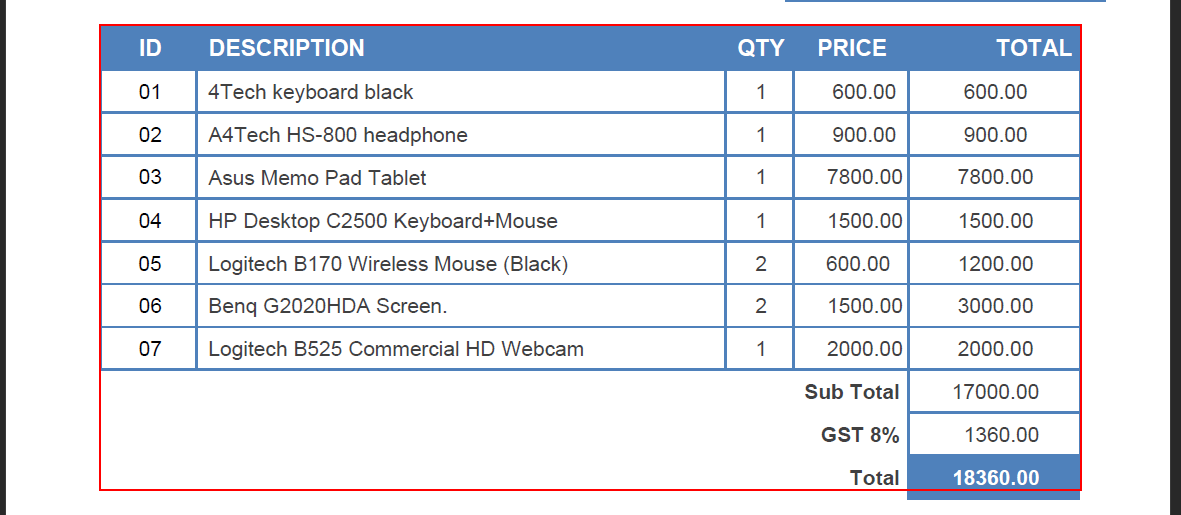 ID DESCRIPTION QTY PRICE TOTAL
01 4Tech keyboard black 1 600.00 600.00
02 A4Tech HS-800 headphone 1 900.00 900.00
03 Asus Memo Pad Tablet 1 7800.00 7800.00
04 HP Desktop C2500 Keyboard+Mouse 1 1500.00 1500.00
05 Logitech B170 Wireless Mouse (Black) 2 600.00 1200.00
06 Benq G2020HDA Screen. 2 1500.00 3000.00
07 Logitech B525 Commercial HD Webcam 1 2000.00 2000.00
Sub Total 17000.00
GST 8% 1360.00
Total 18360.00